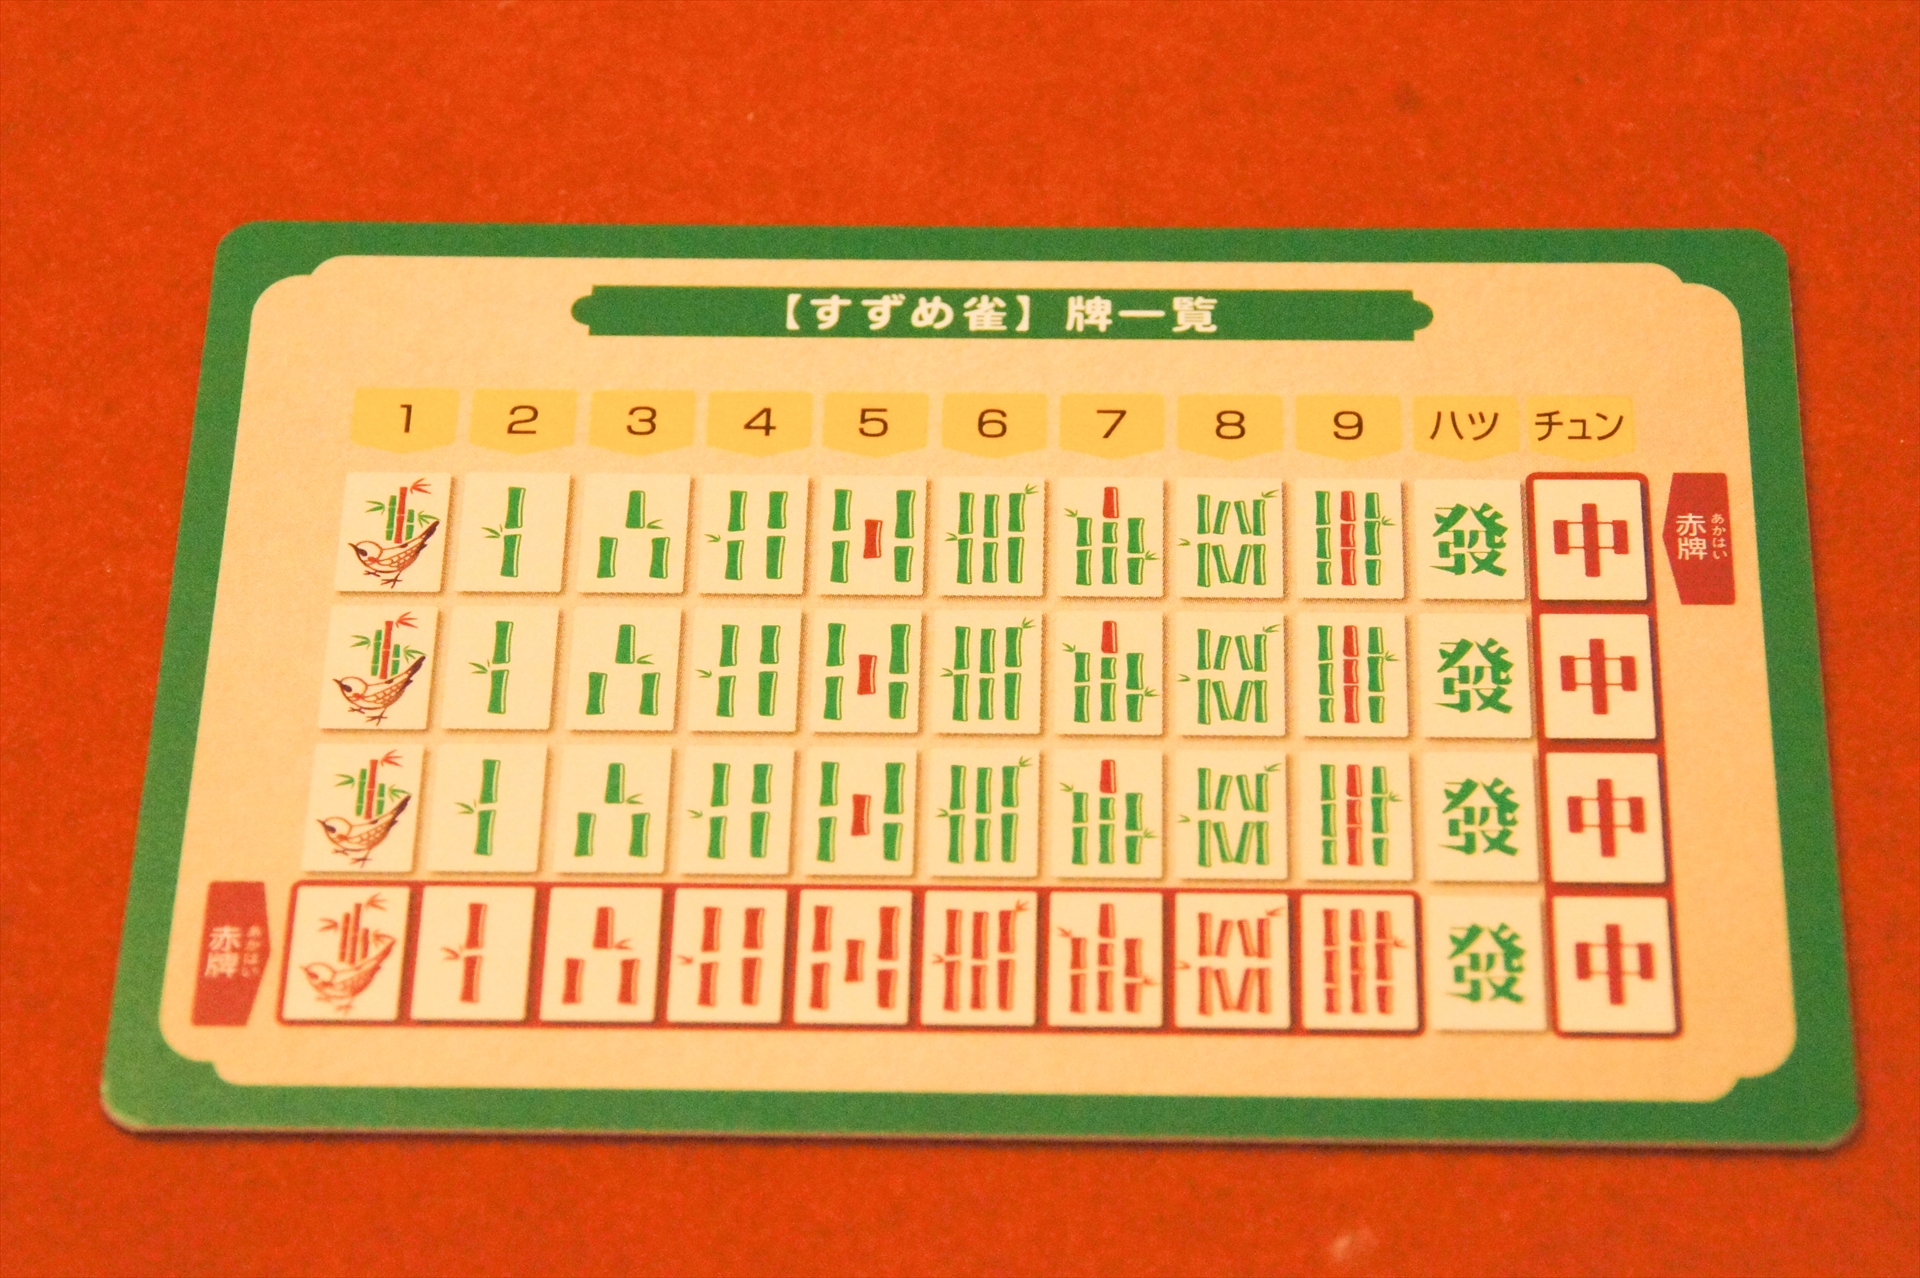 【すずめ雀】牌一覧
1 2 3 4 5 6 7 8 9 ハツ チュン
發 中
赤牌
あかはい
發 中
發 中
赤牌
あかはい
發 中